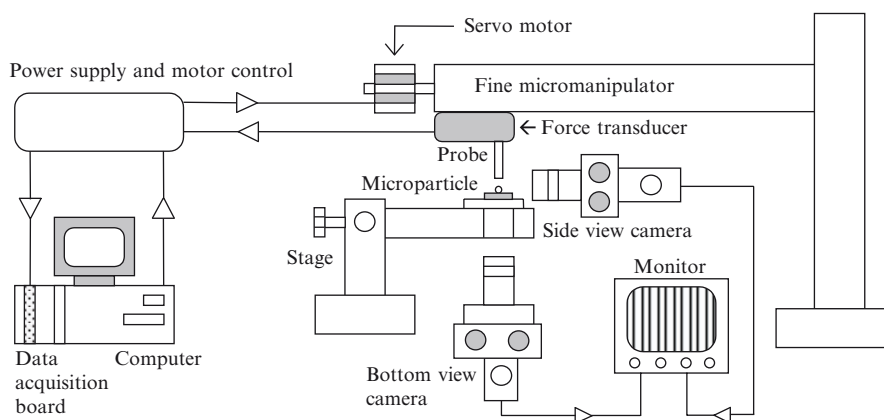 Servo motor
Power supply and motor control
Fine micromanipulator
Force transducer
Probe
Microparticle
Side view camera
Stage
Monitor
Data
acquisition
board
Computer
Bottom view
camera